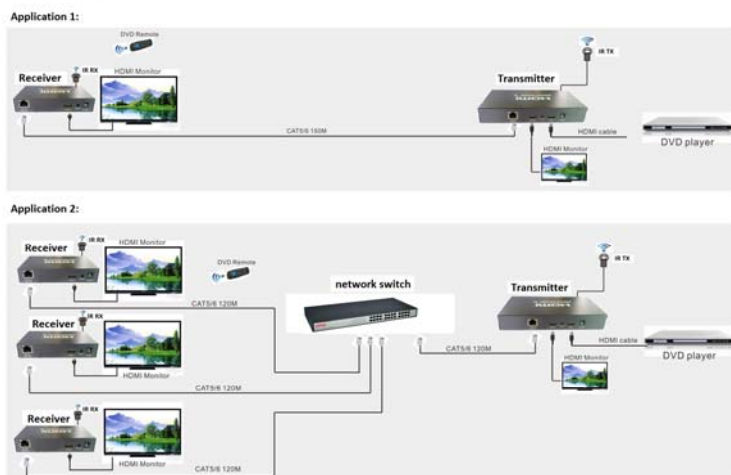 Application 1:
DVD Remote
IR RX
HDMI Monitor
Receiver
IR TX
Transmitter
CAT5/6 150M
HDMI cable
DVD player
HDMI Monitor
Application 2:
Receiver
IR RX
HDMI Monitor
DVD Remote
IR TX
network switch
Transmitter
CAT5/6 120M
IR RX
Receiver
HDMI cable
CAT5/6 120M
HDMI Monitor
DVD player
HDMI Monitor
CAT5/6 120M
IR RX
Receiver
HDMI Monitor
CAT5/6 120M